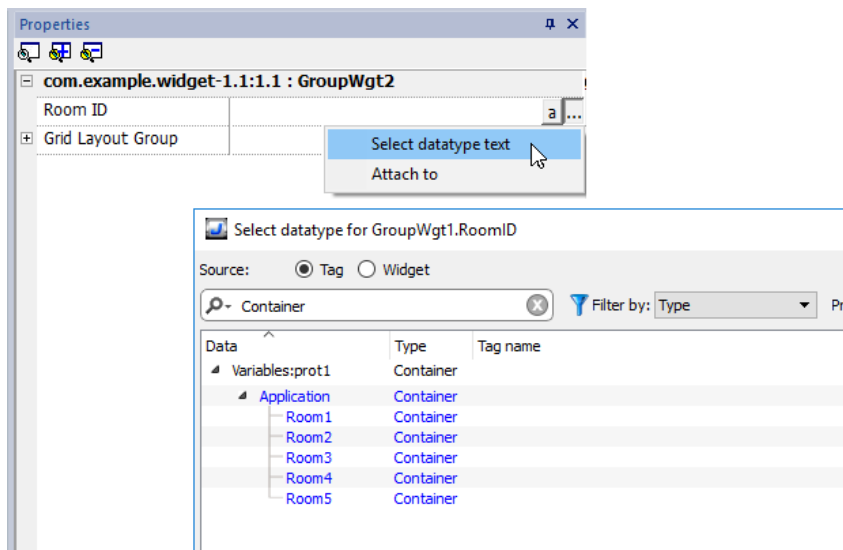 Properties
com.example.widget-1.1:1.1 : GroupWgt2
Room ID a ...
Grid Layout Group
Select datatype text
Attach to
Select datatype for GroupWgt1.RoomID
Source: Tag Widget
Container Filter by: Type Pr
Data Type Tag name
Variables:prot1 Container
Application Container
Room1 Container
Room2 Container
Room3 Container
Room4 Container
Room5 Container